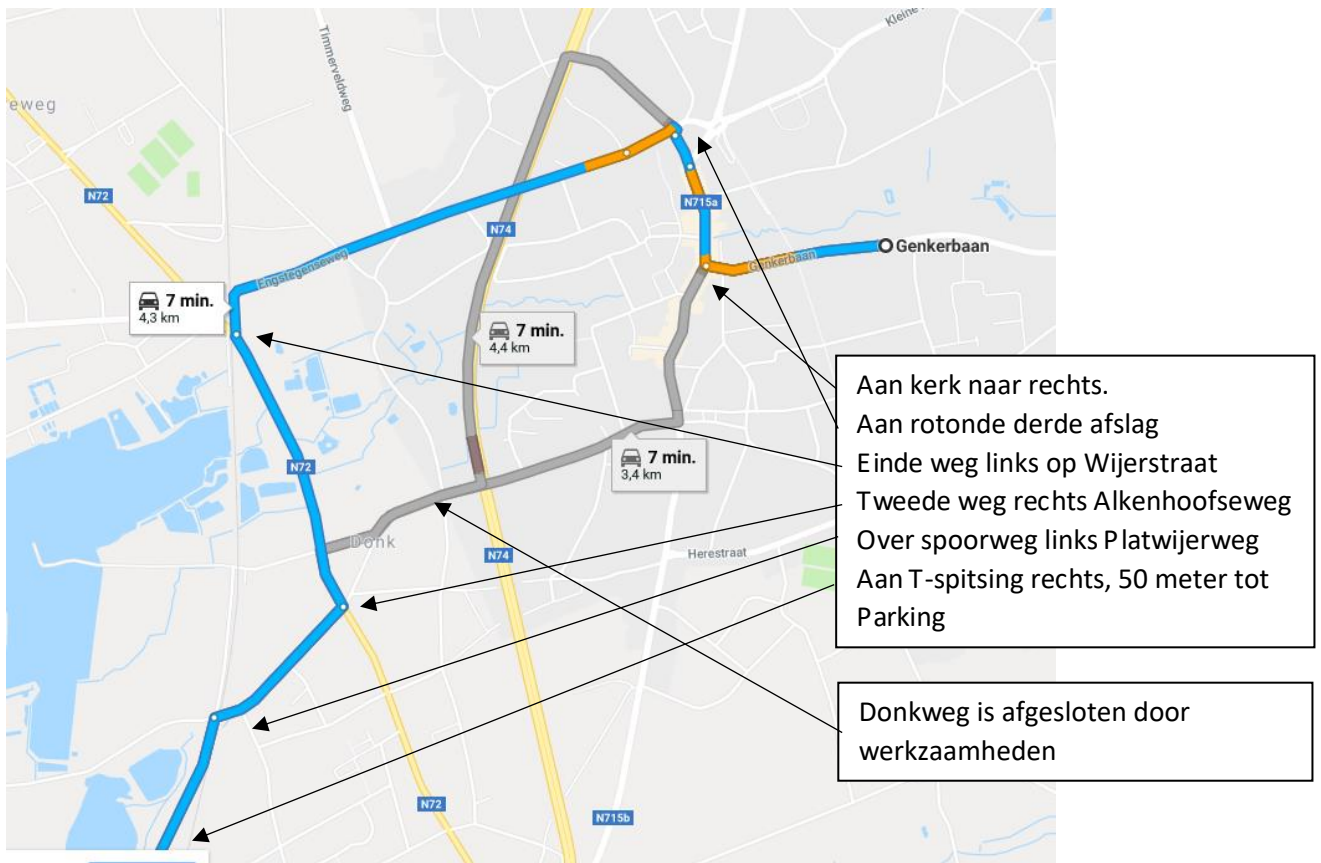 Timmerveldweg
Kleine
eweg
N72
N715a
N74
Genkerbaan
Genkerbaan
Engstegenseweg
7 min.
4,3 km
7 min.
4,4 km
Aan kerk naar rechts.
Aan rotonde derde afslag
Einde weg links op Wijerstraat
Tweede weg rechts Alkenhoofseweg
Over spoorweg links Platwijerweg
Aan T-spitsing rechts, 50 meter tot
Parking
7 min.
3,4 km
N72
Donk
N74
Herestraat
Donkweg is afgesloten door
werkzaamheden
N72
N715b